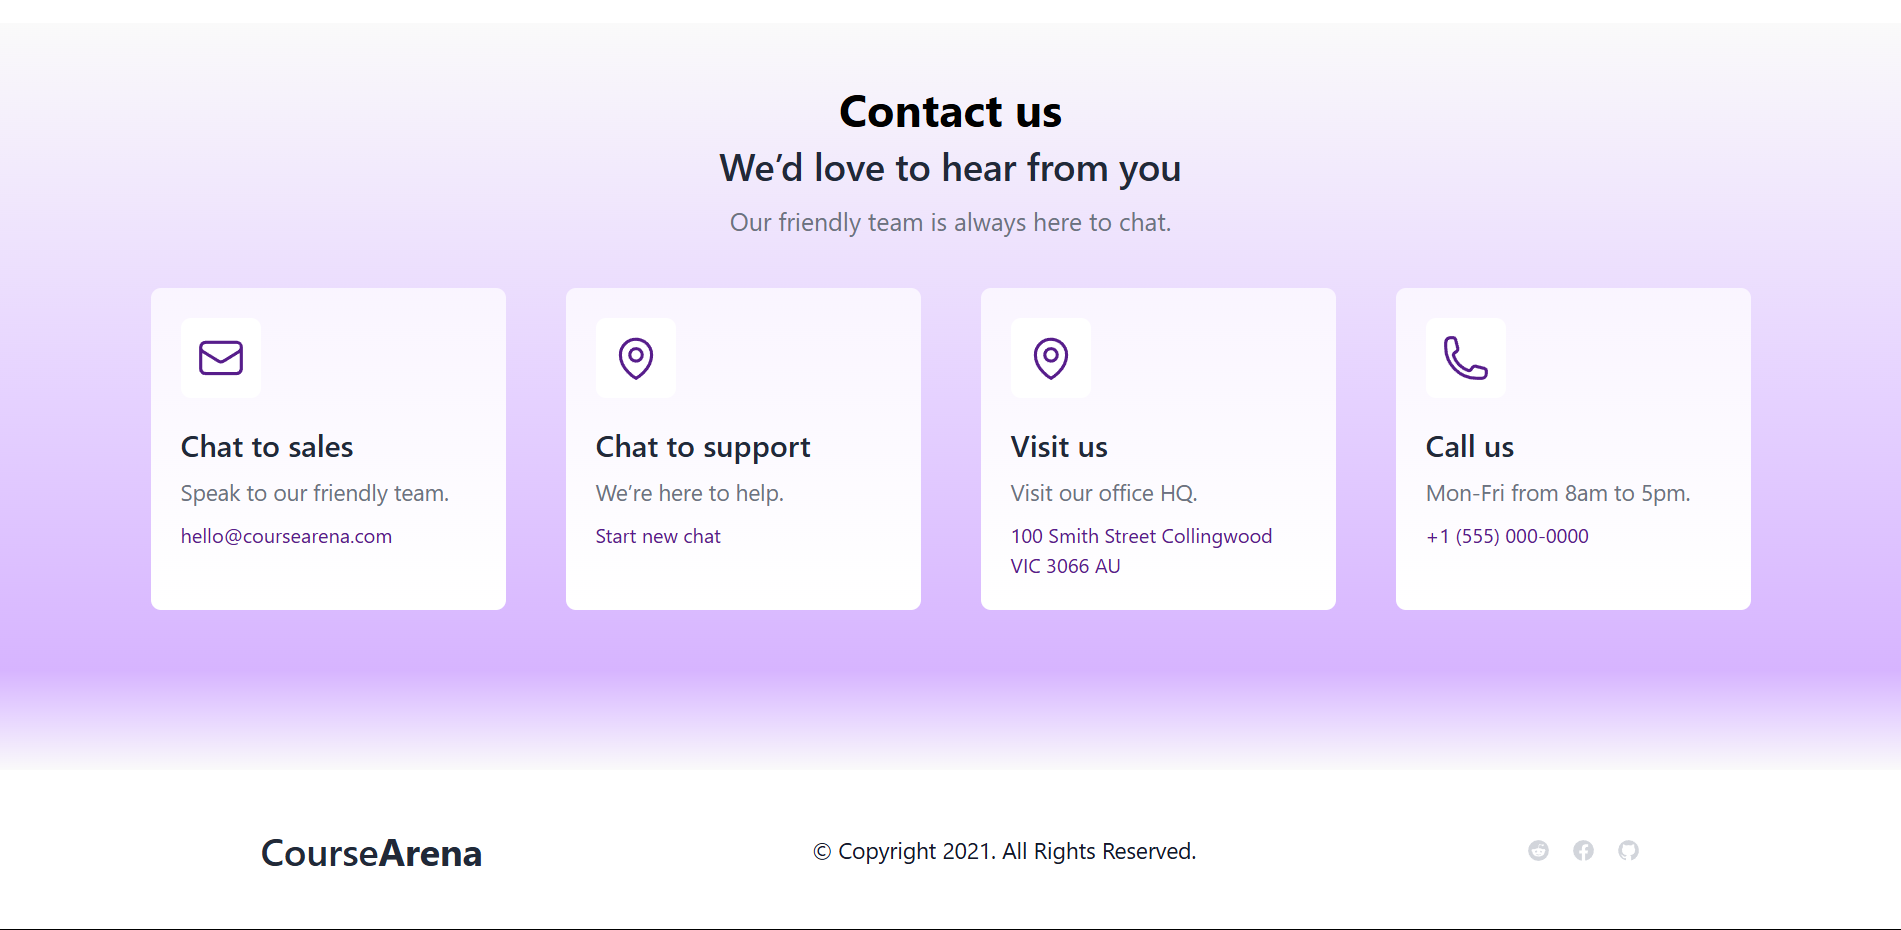 Contact us
We’d love to hear from you
Our friendly team is always here to chat.
Chat to sales
Speak to our friendly team.
hello@coursearena.com
Chat to support
We’re here to help.
Start new chat
Visit us
Visit our office HQ.
100 Smith Street Collingwood
VIC 3066 AU
Call us
Mon-Fri from 8am to 5pm.
+1 (555) 000-0000
CourseArena
© Copyright 2021. All Rights Reserved.